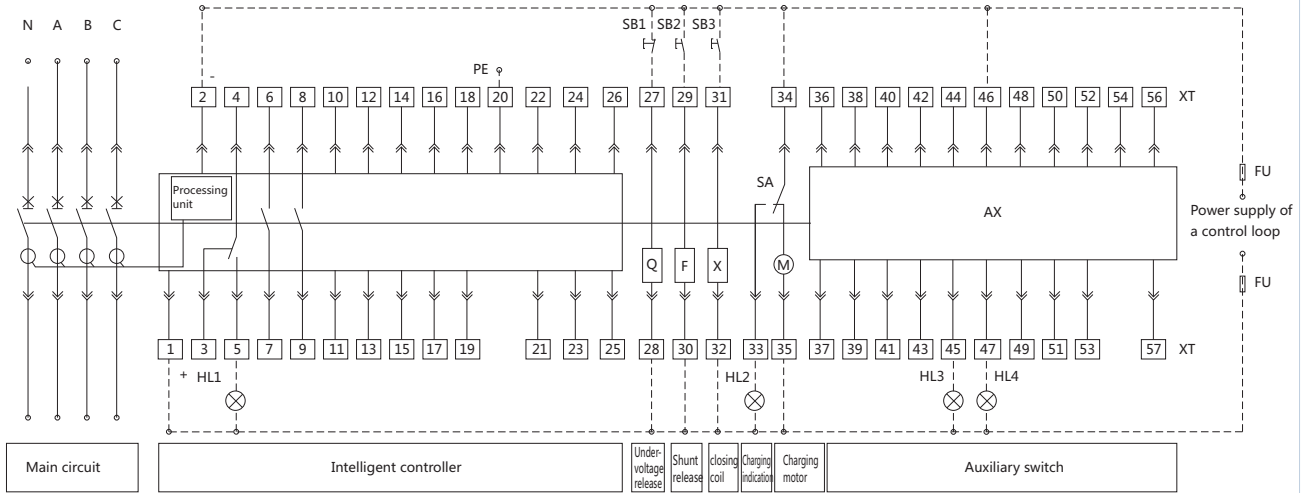 N A B C
SB1 SB2 SB3
PE
-
2 4 6 8 10 12 14 16 18 20 22 24 26 27 29 31 34 36 38 40 42 44 46 48 50 52 54 56 XT
FU
SA
Processing
unit
AX
Power supply of
a control loop
Q F X M
FU
1 3 5 7 9 11 13 15 17 19 21 23 25 28 30 32 33 35 37 39 41 43 45 47 49 51 53 57 XT
+ HL1 HL2 HL3 HL4
Main circuit
Intelligent controller
Under-
voltage
release
Shunt
release
closing
coil
Charging
indication
Charging
motor
Auxiliary switch